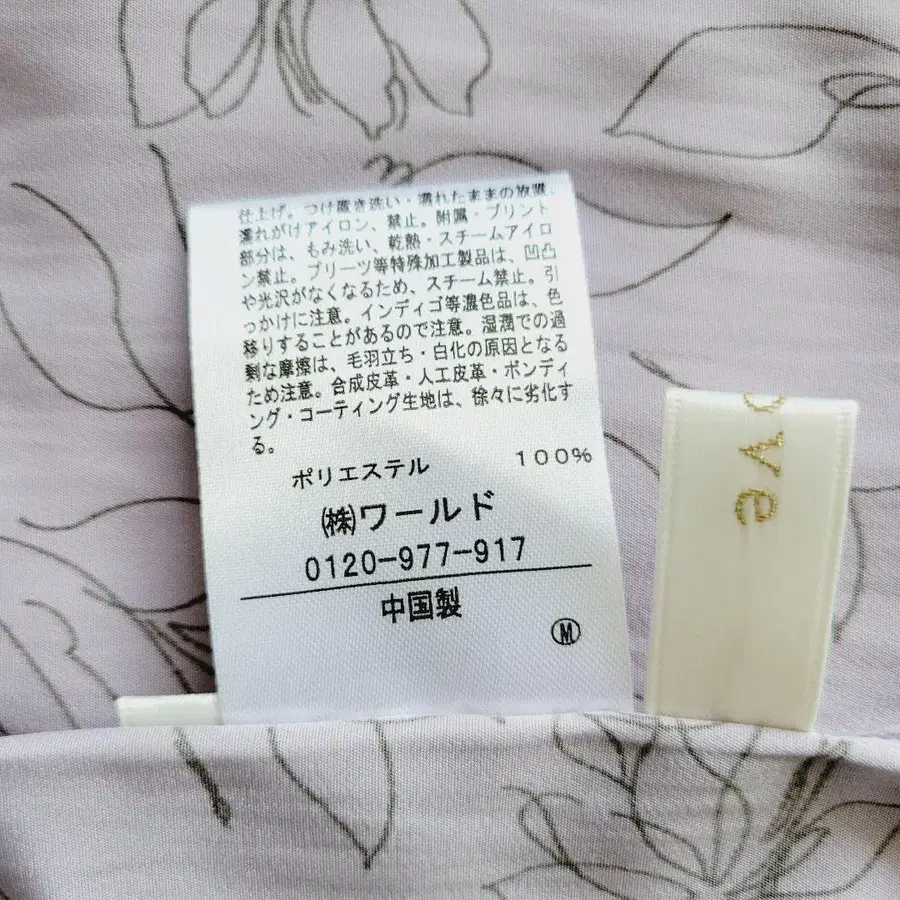 仕上げ。つけ置き洗い・濡れたままの放置、
濡れがけアイロン、禁止。附属・プリント
部分は、もみ洗い、乾熱・スチームアイロ
ン禁止。プリーツ等特殊加工製品は、凹凸
や光沢がなくなるため、スチーム禁止。引
っかけに注意。インディゴ等濃色品は、色
移りすることがあるので注意。湿潤での過
剰な摩擦は、毛羽立ち・白化の原因となる
ため注意。合成皮革・人工皮革・ボンディ
ング・コーティング生地は、徐々に劣化す
る。
ポリエステル 100%
㈱ワールド
0120-977-917
中国製
Ⓜ
ove